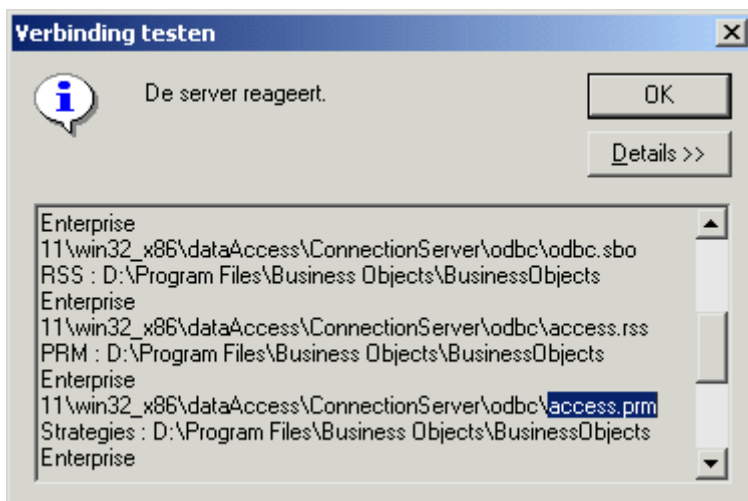 Verbinding testen
De server reageert.
OK
Details >>
Enterprise
11\win32_x86\dataAccess\ConnectionServer\odbc\odbc.sbo
RSS : D:\Program Files\Business Objects\BusinessObjects
Enterprise
11\win32_x86\dataAccess\ConnectionServer\odbc\access.rss
PRM : D:\Program Files\Business Objects\BusinessObjects
Enterprise
11\win32_x86\dataAccess\ConnectionServer\odbc\access.prm
Strategies : D:\Program Files\Business Objects\BusinessObjects
Enterprise